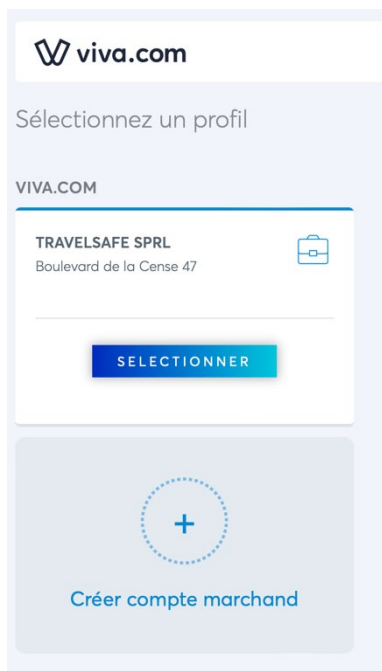 viva.com
Sélectionnez un profil
VIVA.COM
TRAVELSAFE SPRL
Boulevard de la Cense 47
SELECTIONNER
+
Créer compte marchand